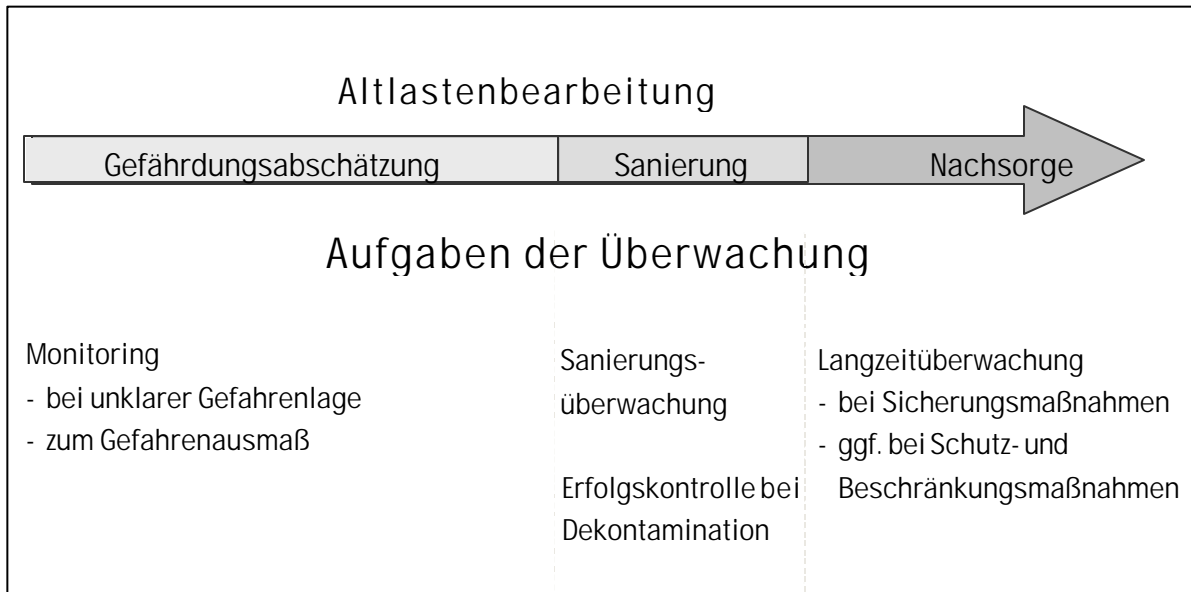 Altlastenbearbeitung
Gefährdungsabschätzung
Sanierung
Nachsorge
Aufgaben der Überwachung
Monitoring
- bei unklarer Gefahrenlage
- zum Gefahrenausmaß
Sanierungs-
überwachung
Erfolgskontrolle bei
Dekontamination
Langzeitüberwachung
- bei Sicherungsmaßnahmen
- ggf. bei Schutz- und
Beschränkungsmaßnahmen